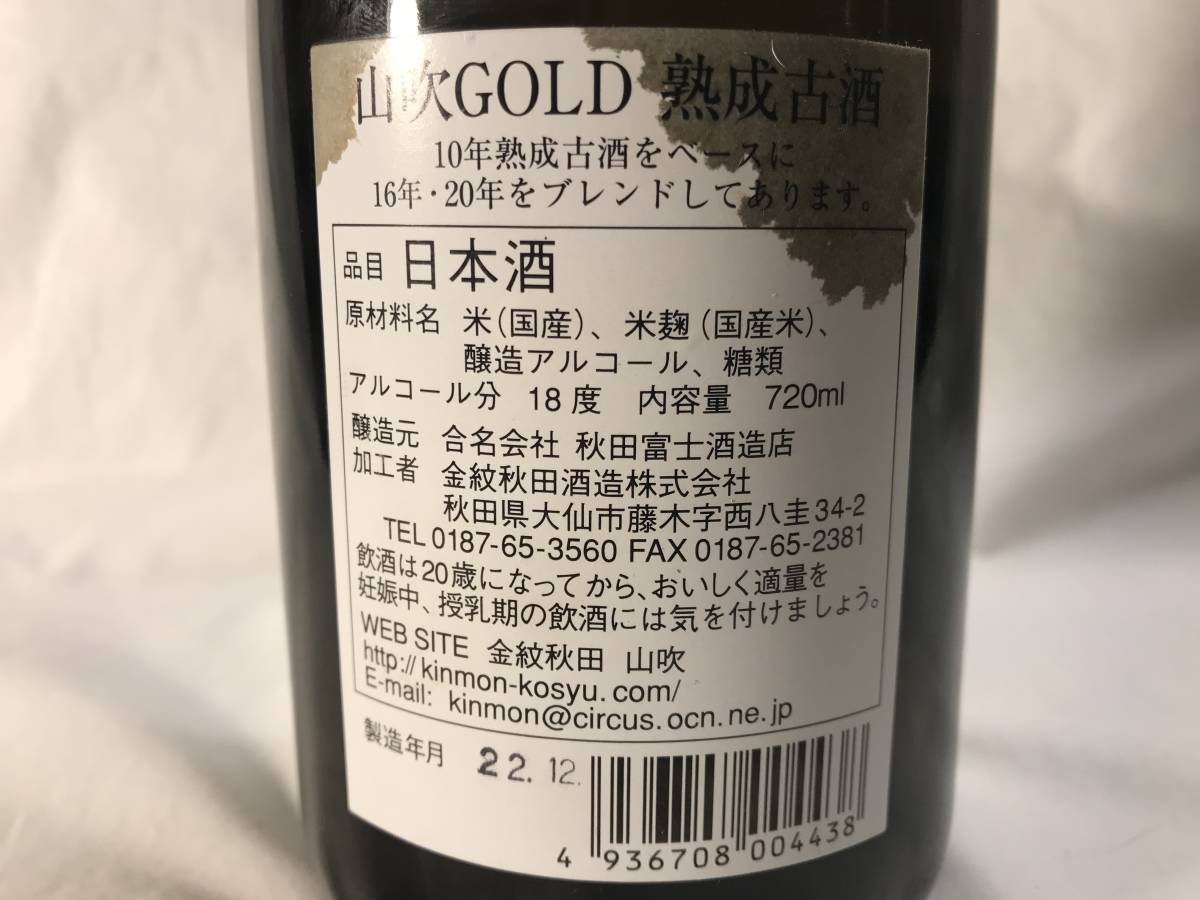 山吹GOLD 熟成古酒
10年熟成古酒をベースに
16年・20年をブレンドしてあります。
品目 日本酒
原材料名 米（国産）、米麹（国産米）、
醸造アルコール、糖類
アルコール分 18度 内容量 720ml
醸造元 合名会社 秋田富士酒造店
加工者 金紋秋田酒造株式会社
秋田県大仙市藤木字西八圭34-2
TEL 0187-65-3560 FAX 0187-65-2381
飲酒は20歳になってから、おいしく適量を
妊娠中、授乳期の飲酒には気を付けましょう。
WEB SITE 金紋秋田 山吹
http://kinmon-kosyu.com/
E-mail: kinmon@circus.ocn.ne.jp
製造年月 22.12.
4 936708 004438